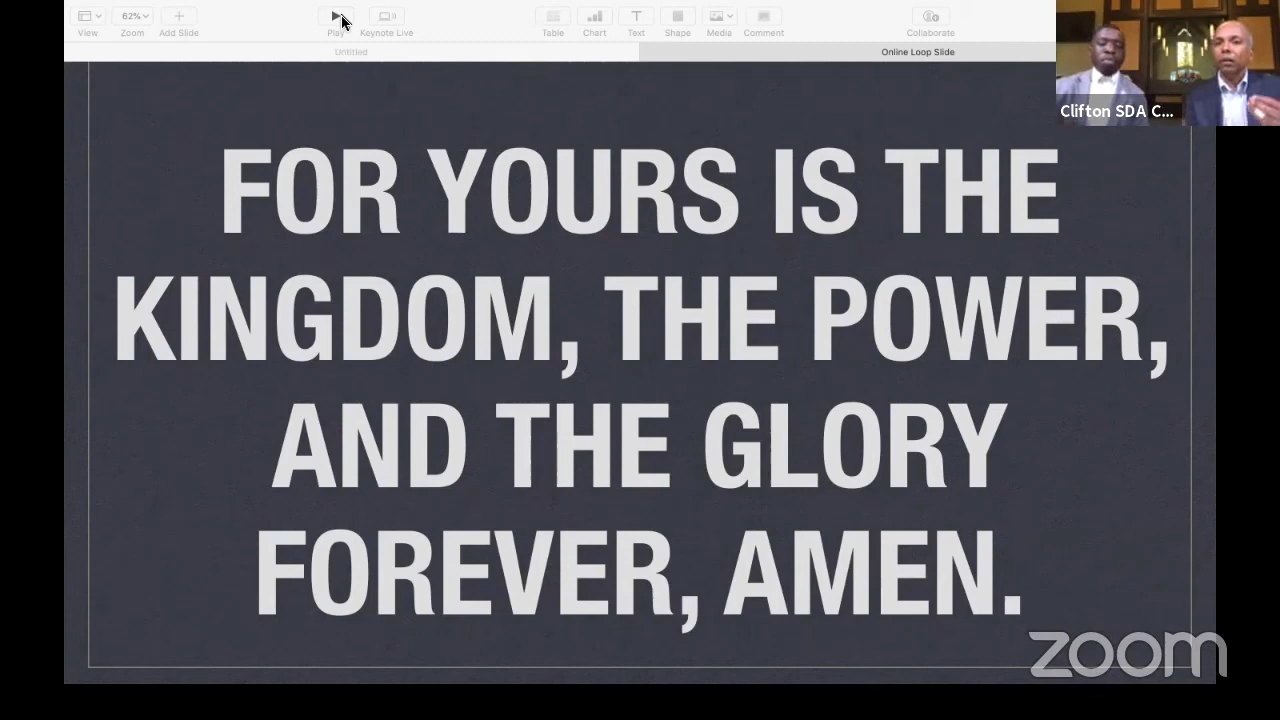 62%
View
Zoom
Add Slide
Play
Keynote Live
Table
Chart
Text
Shape
Media
Comment
Collaborate
Untitled
Online Loop Slide
Clifton SDA C...
FOR YOURS IS THE
KINGDOM, THE POWER,
AND THE GLORY
FOREVER, AMEN.
zoom